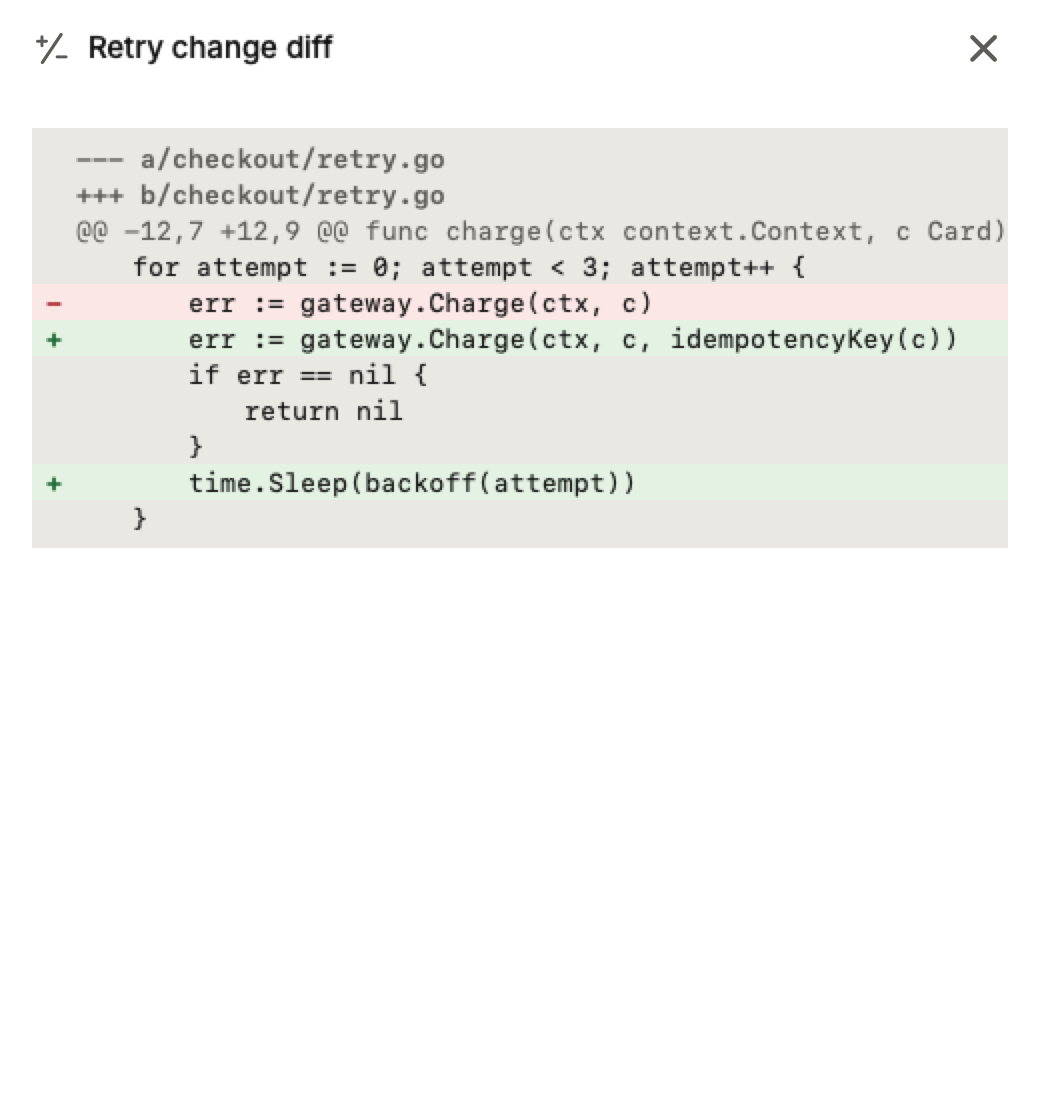 Retry change diff
--- a/checkout/retry.go
+++ b/checkout/retry.go
@@ -12,7 +12,9 @@ func charge(ctx context.Context, c Card)
for attempt := 0; attempt < 3; attempt++ {
- err := gateway.Charge(ctx, c)
+ err := gateway.Charge(ctx, c, idempotencyKey(c))
if err == nil {
return nil
}
+ time.Sleep(backoff(attempt))
}